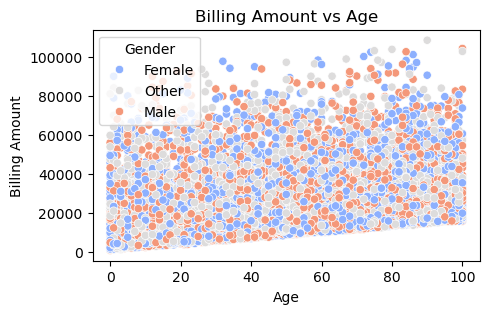 Billing Amount vs Age
Gender
Female
Other
Male
100000
80000
60000
40000
20000
0
Billing Amount
0 20 40 60 80 100
Age